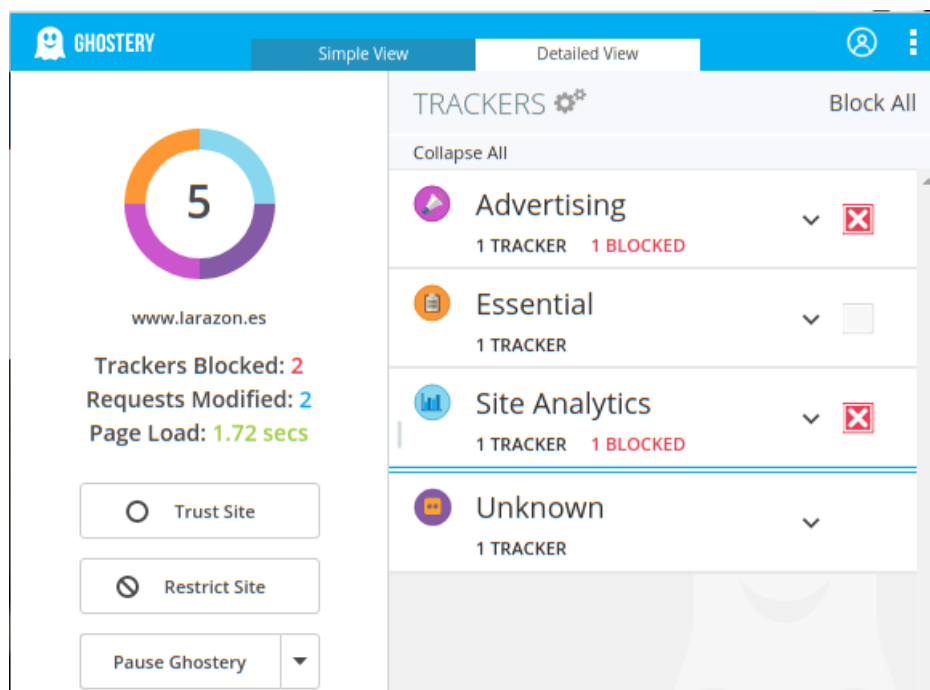 GHOSTERY
Simple View
Detailed View
5
www.larazon.es
Trackers Blocked: 2
Requests Modified: 2
Page Load: 1.72 secs
Trust Site
Restrict Site
Pause Ghostery
TRACKERS
Block All
Collapse All
Advertising
1 TRACKER 1 BLOCKED
Essential
1 TRACKER
Site Analytics
1 TRACKER 1 BLOCKED
Unknown
1 TRACKER